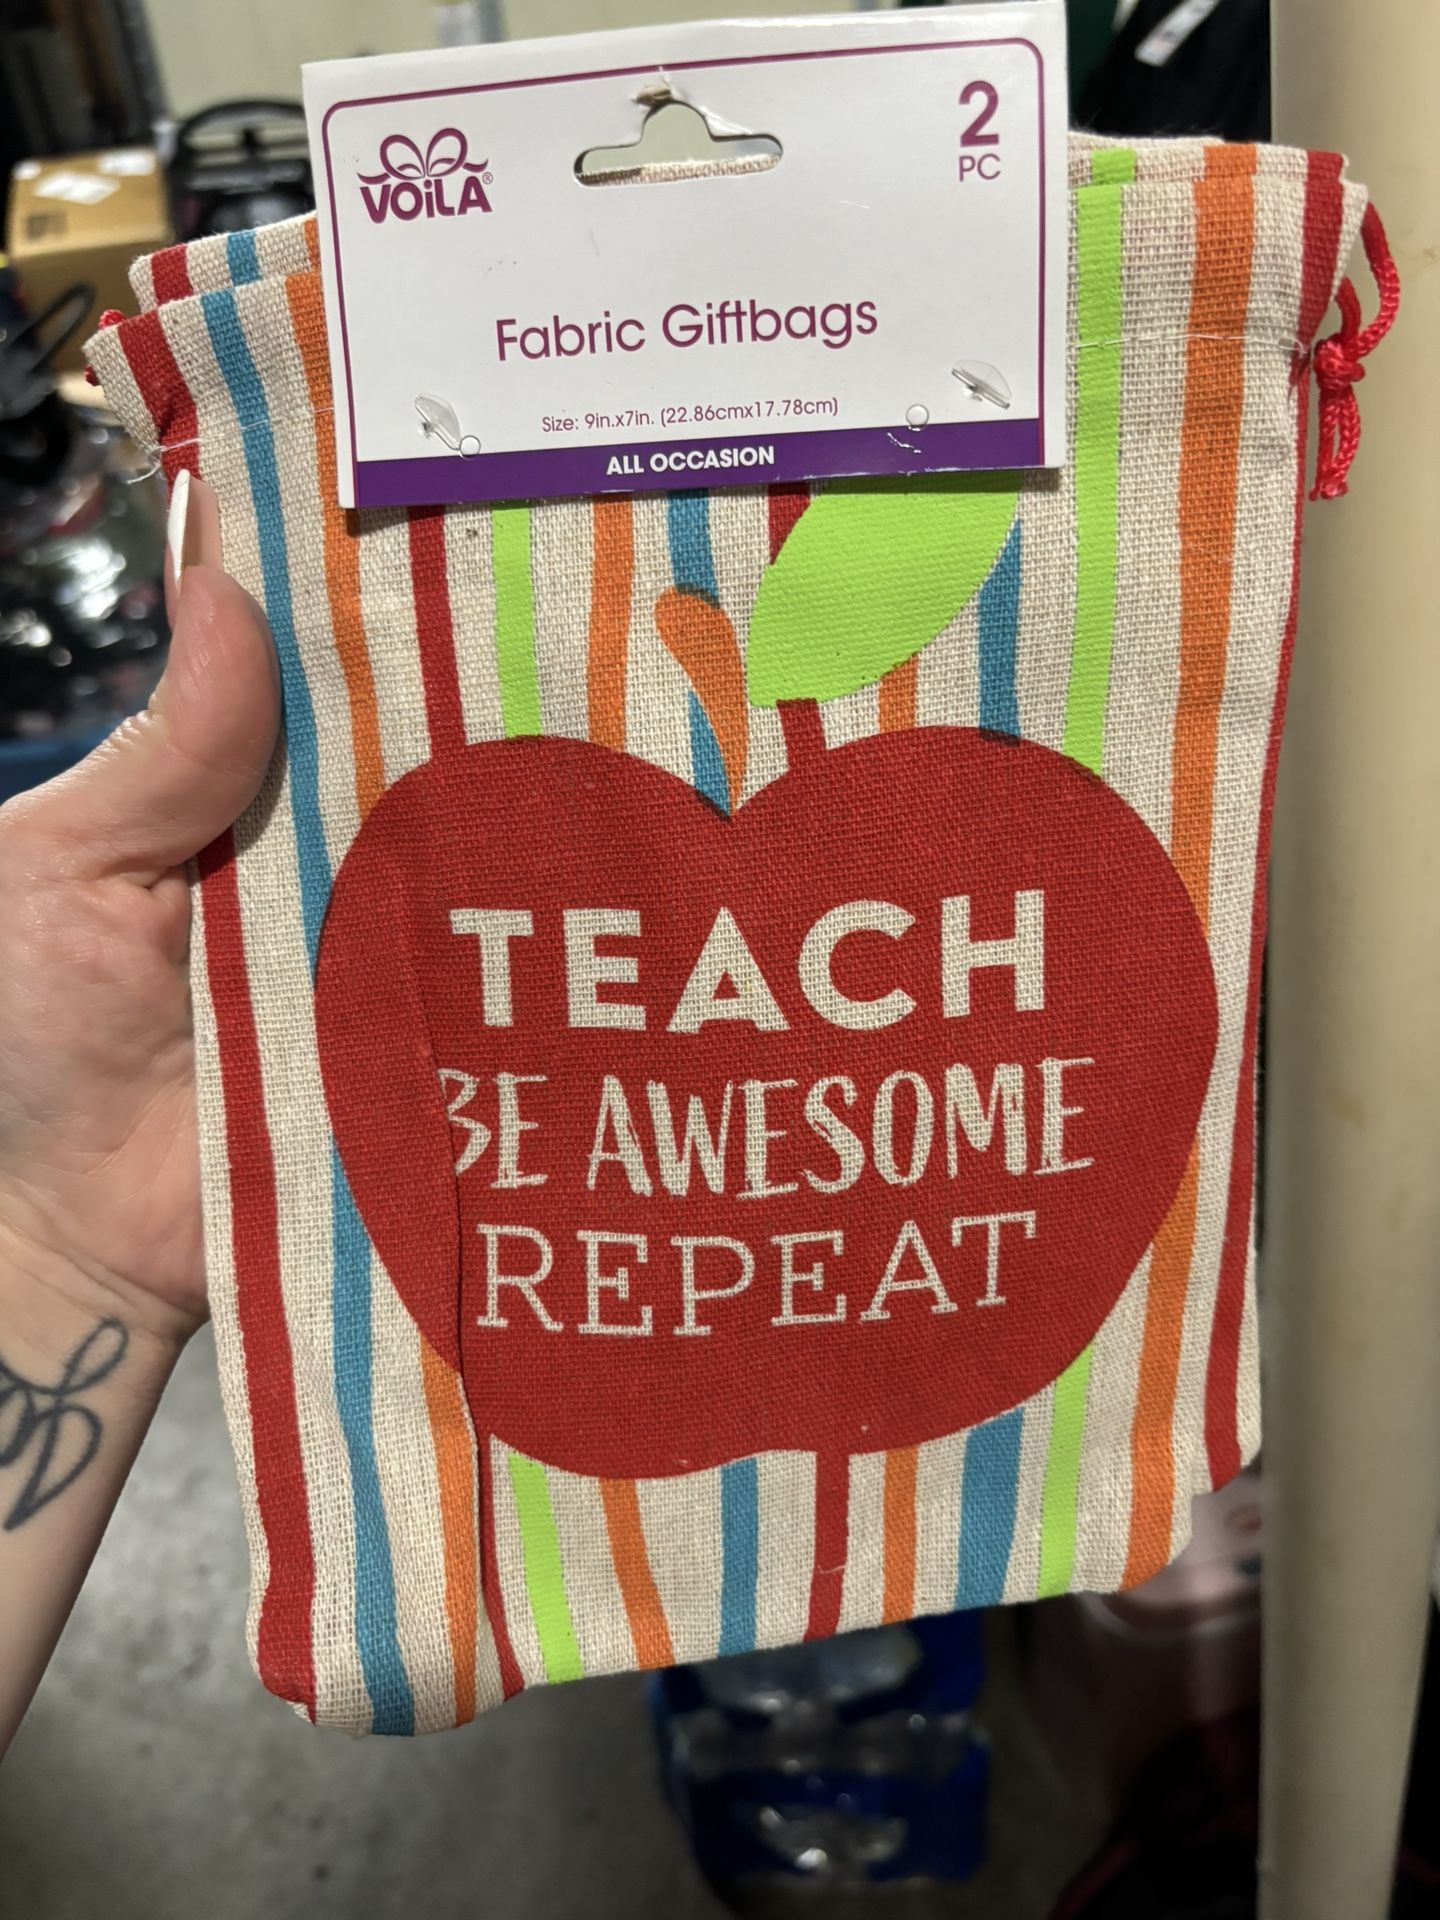 VOiLA®
2
PC
Fabric Giftbags
Size: 9in.x7in. (22.86cmx17.78cm)
ALL OCCASION
TEACH
BE AWESOME
REPEAT